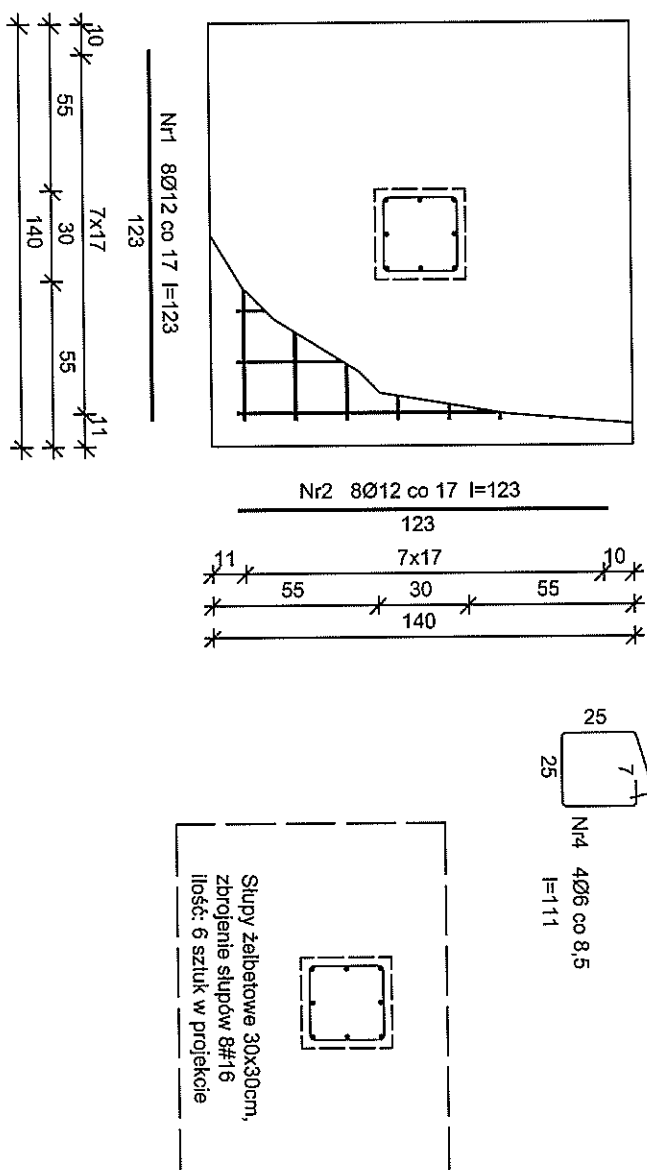 10
7x17
11
55
30
55
140
Nr1 8Ø12 co 17 l=123
123
Nr2 8Ø12 co 17 l=123
123
11
7x17
10
55
30
55
140
25
25
7
Nr4 4Ø6 co 8,5
l=111
Słupy żelbetowe 30x30cm,
zbrojenie słupów 8#16
ilość: 6 sztuk w projekcie